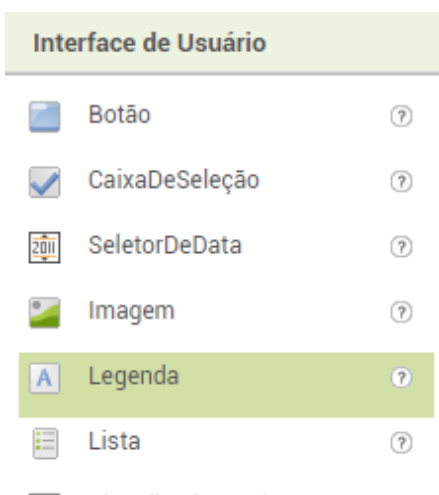 Interface de Usuário
Botão
CaixaDeSeleção
2011
SeletorDeData
Imagem
A
Legenda
Lista